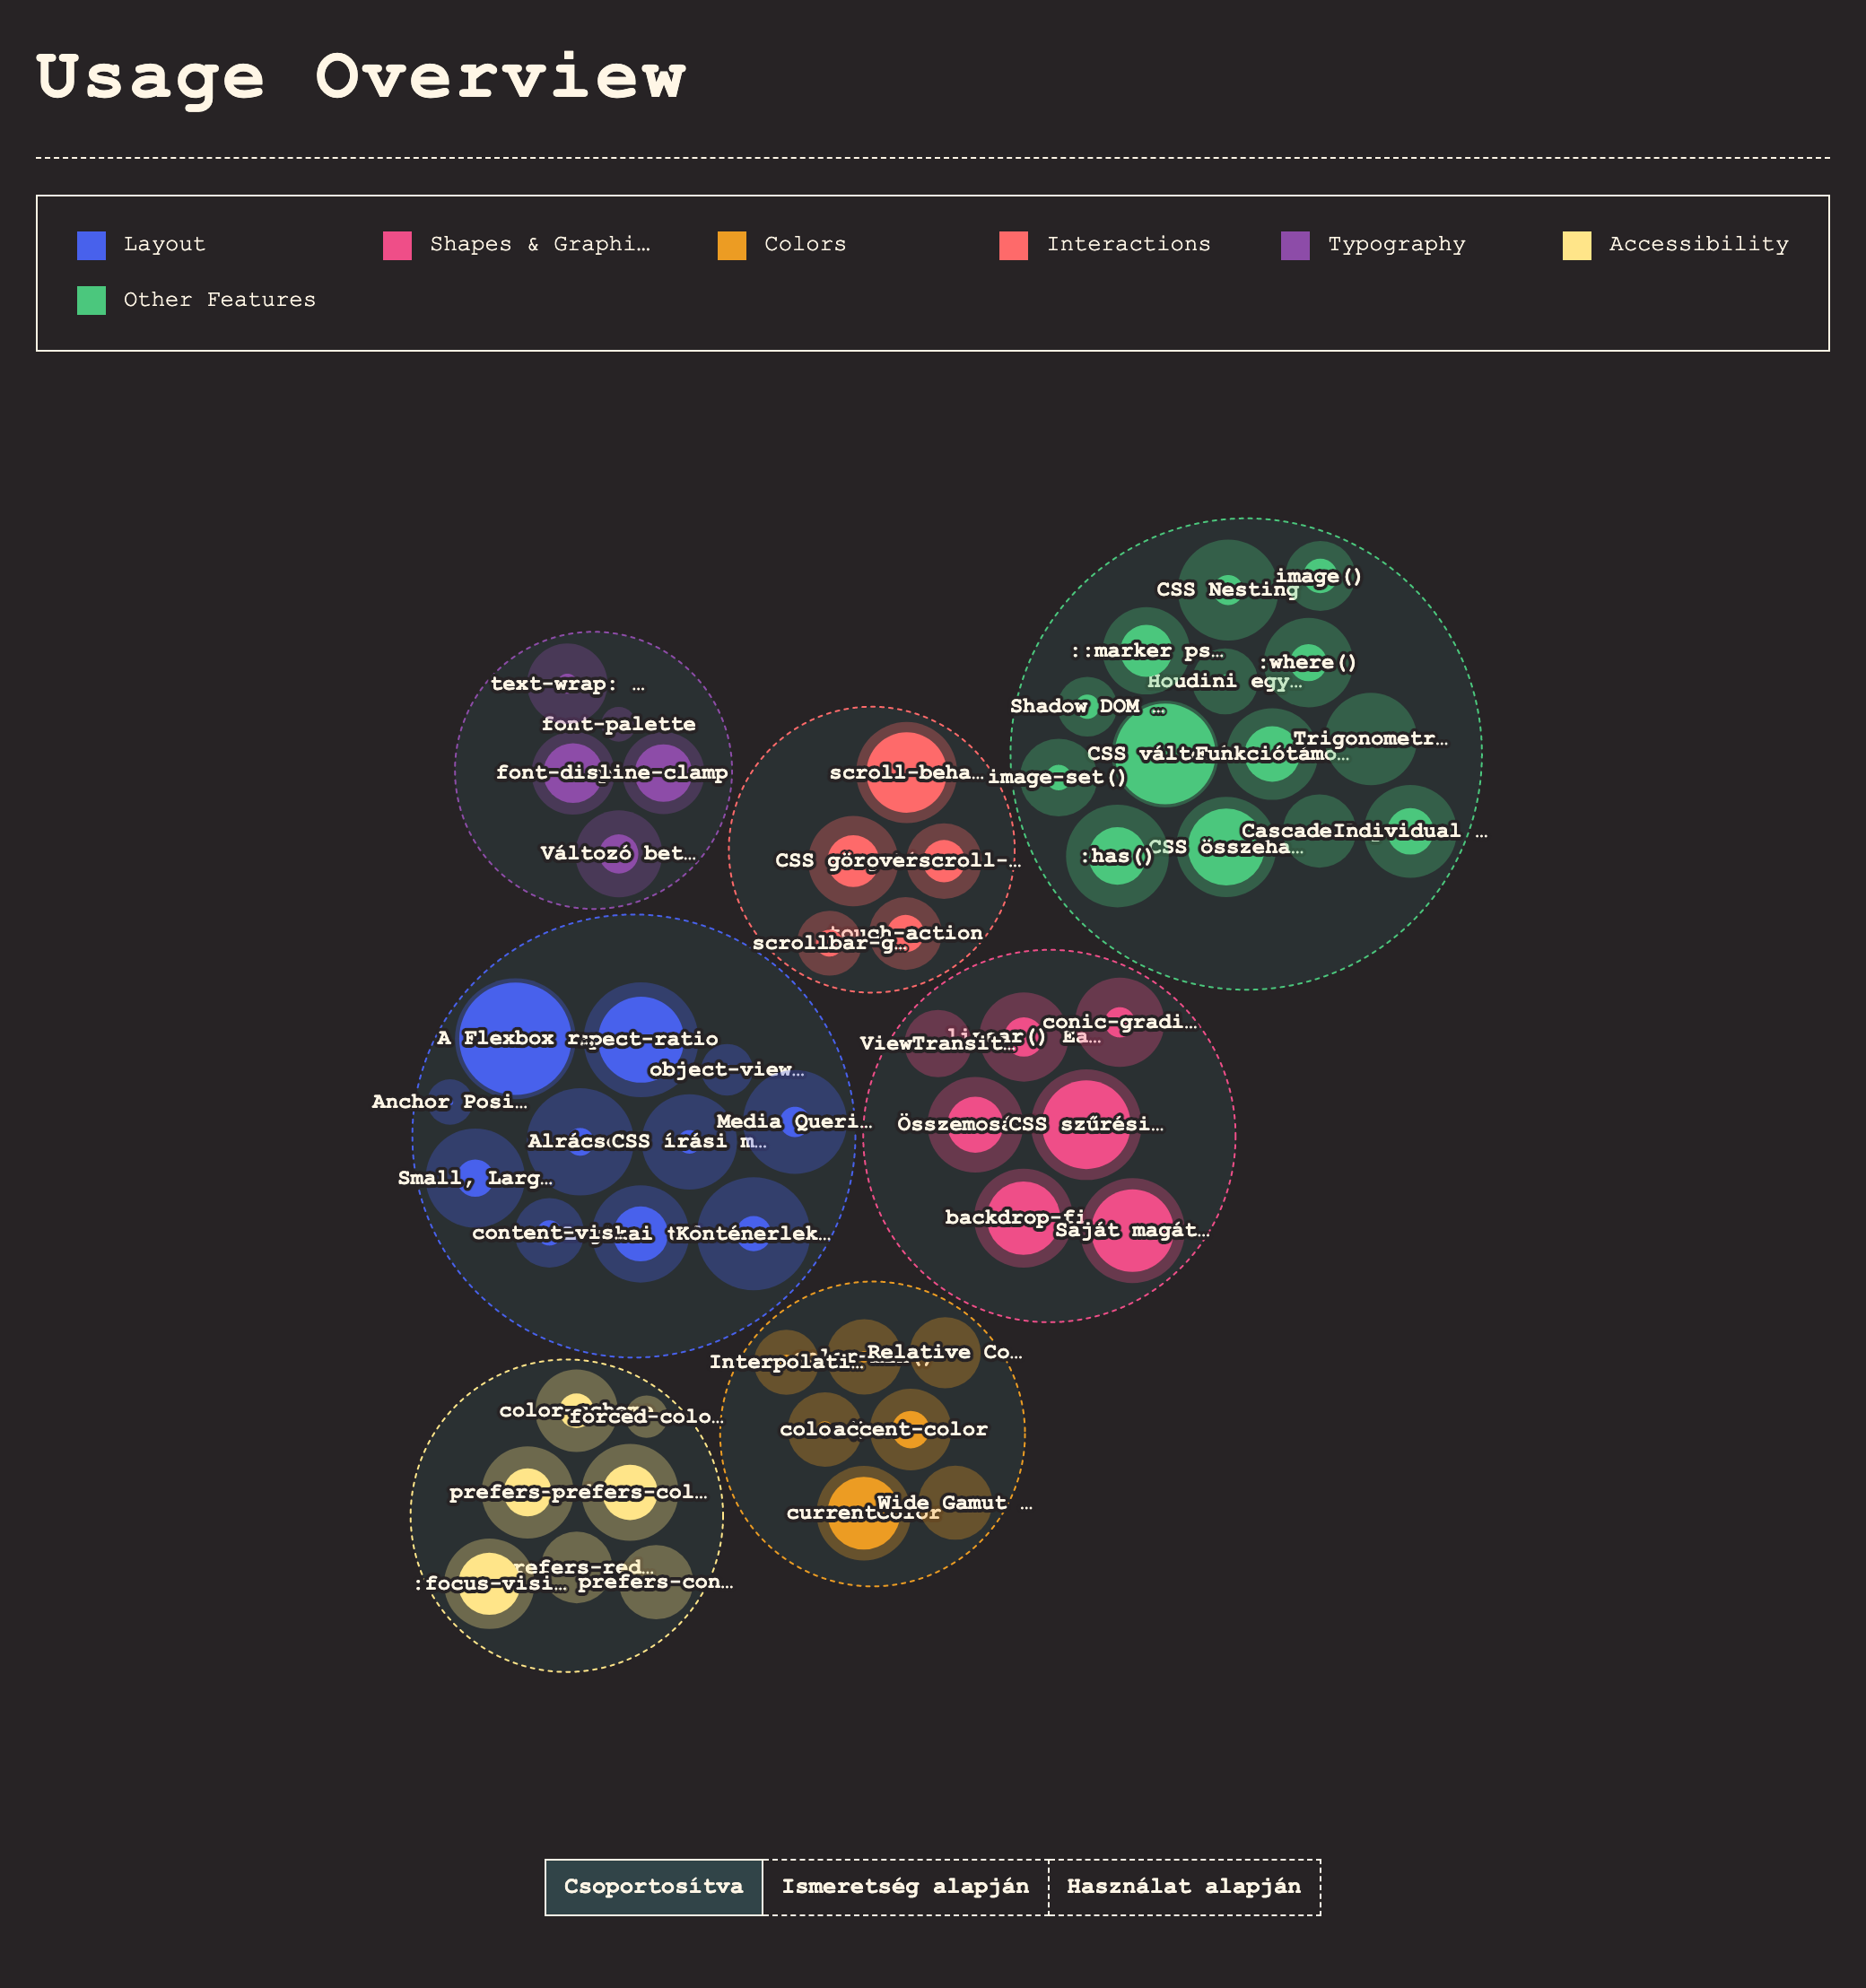 Usage Overview
Layout
Shapes & Graphi…
Colors
Interactions
Typography
Accessibility
Other Features
CSS Nesting
image()
::marker ps…
:where()
Houdini egy…
Shadow DOM …
CSS vált
Funkciótámo…
Trigonometr…
image-set()
:has()
CSS összeha…
Cascade
Individual …
text-wrap: …
font-palette
font-dis
line-clamp
Változó bet…
scroll-beha…
CSS gör
overscroll-…
scrollbar-g…
touch-action
A Flexbox r
pect-ratio
object-view…
Anchor Posi…
Media Queri…
Alrács
CSS írási m…
Small, Larg…
content-vis…
kai t
Konténerlek…
ViewTransit…
() Ea…
conic-gradi…
Összemos
CSS szűrési…
backdrop-fi
Saját magát…
Interpolati…
Relative Co…
colo
accent-color
currentColor
Wide Gamut …
color-
forced-colo…
prefers-
prefers-col…
refers-red…
:focus-visi…
prefers-con…
Csoportosítva
Ismeretség alapján
Használat alapján